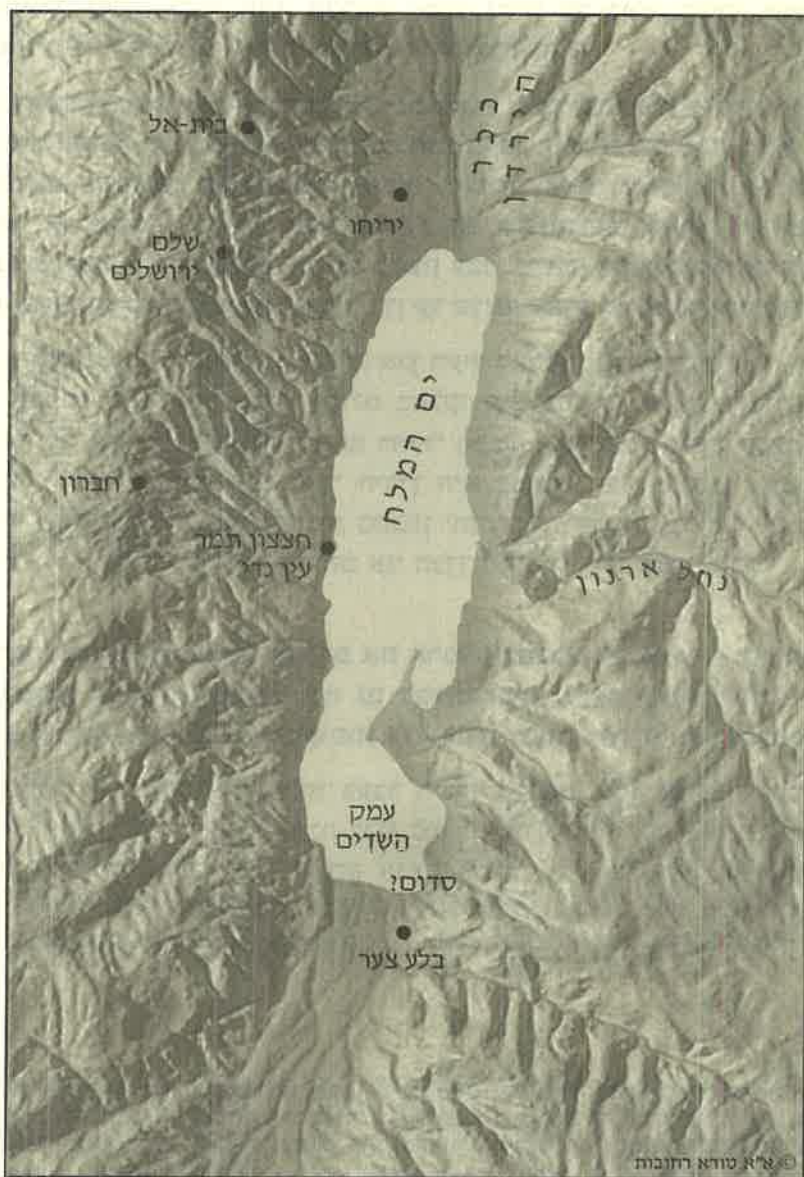 ככר
הירדן
בית-אל
יריחו
שלם
ירושלים
ים המלח
חברון
חצצון תמר
עין גדי
נחל ארנון
עמק
השדים
סדום?
בלע צער
© א"א טודא רחובות